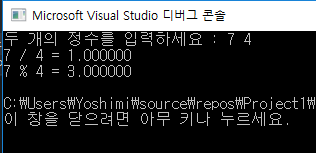 Microsoft Visual Studio 디버그 콘솔
두 개의 정수를 입력하세요 : 7 4
7 / 4 = 1.000000
7 % 4 = 3.000000
C:₩Users₩Yoshimi₩source₩repos₩Project1₩
이 창을 닫으려면 아무 키나 누르세요.